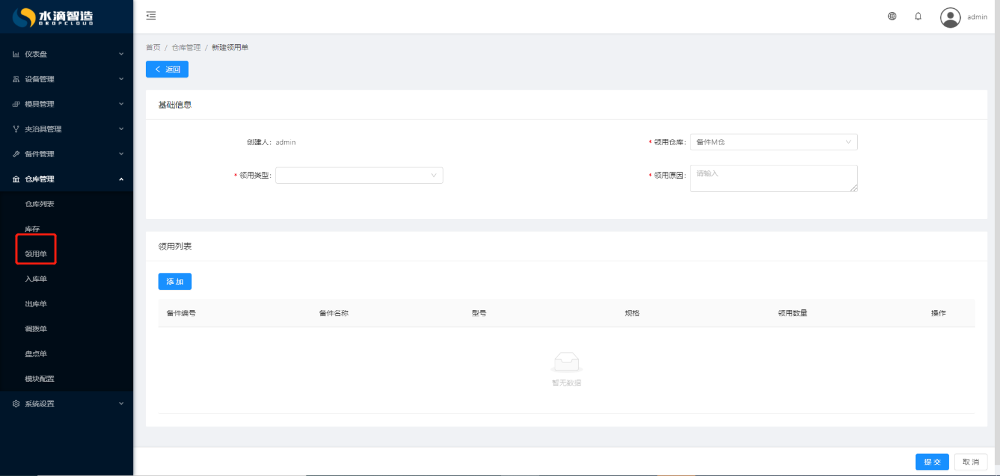 水滴智造
DROPCLOUD
admin
仪表盘
设备管理
模具管理
夹治具管理
备件管理
仓库管理
仓库列表
库存
领用单
入库单
出库单
调拨单
盘点单
模块配置
系统设置
首页 / 仓库管理 / 新建领用单
返回
基础信息
创建人: admin
* 领用仓库: 备件M仓
* 领用类型:
* 领用原因: 请输入
领用列表
添 加
备件编号 备件名称 型号 规格 领用数量 操作
暂无数据
提 交 取 消